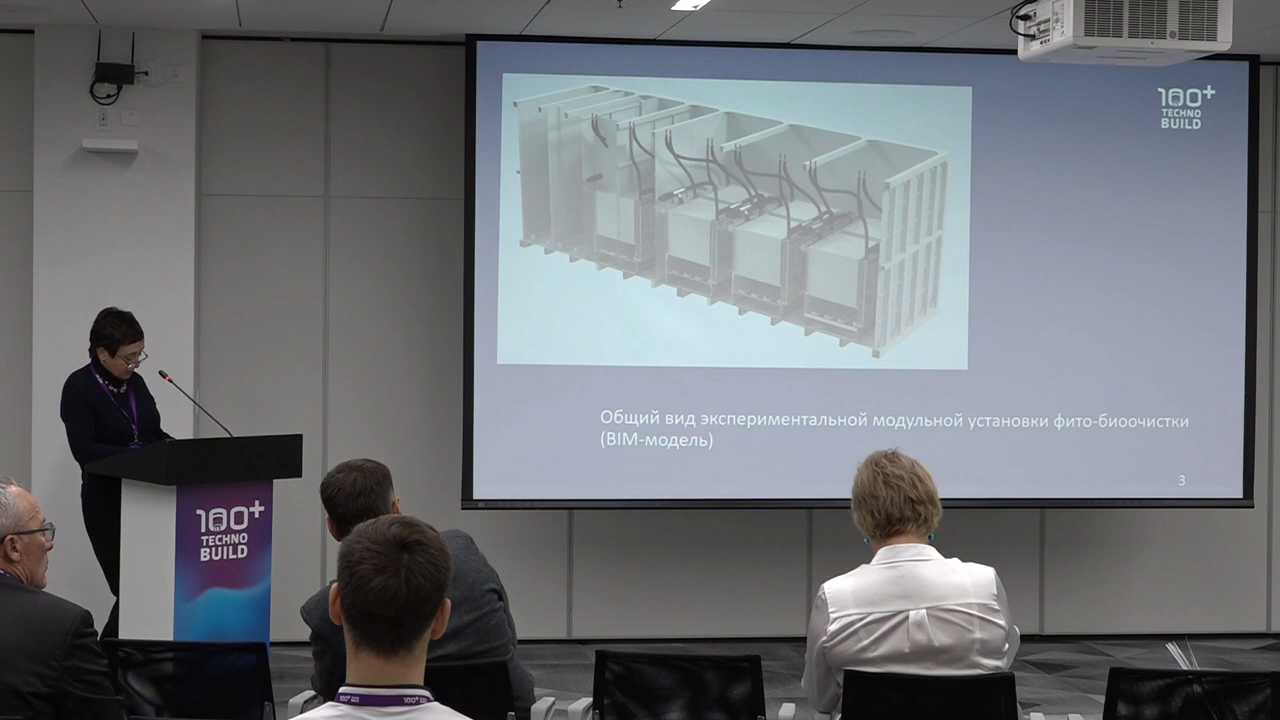 100+
TECHNO
BUILD
Общий вид экспериментальной модульной установки фито-биоочистки
(BIM-модель)
3
100+
TECHNO
BUILD